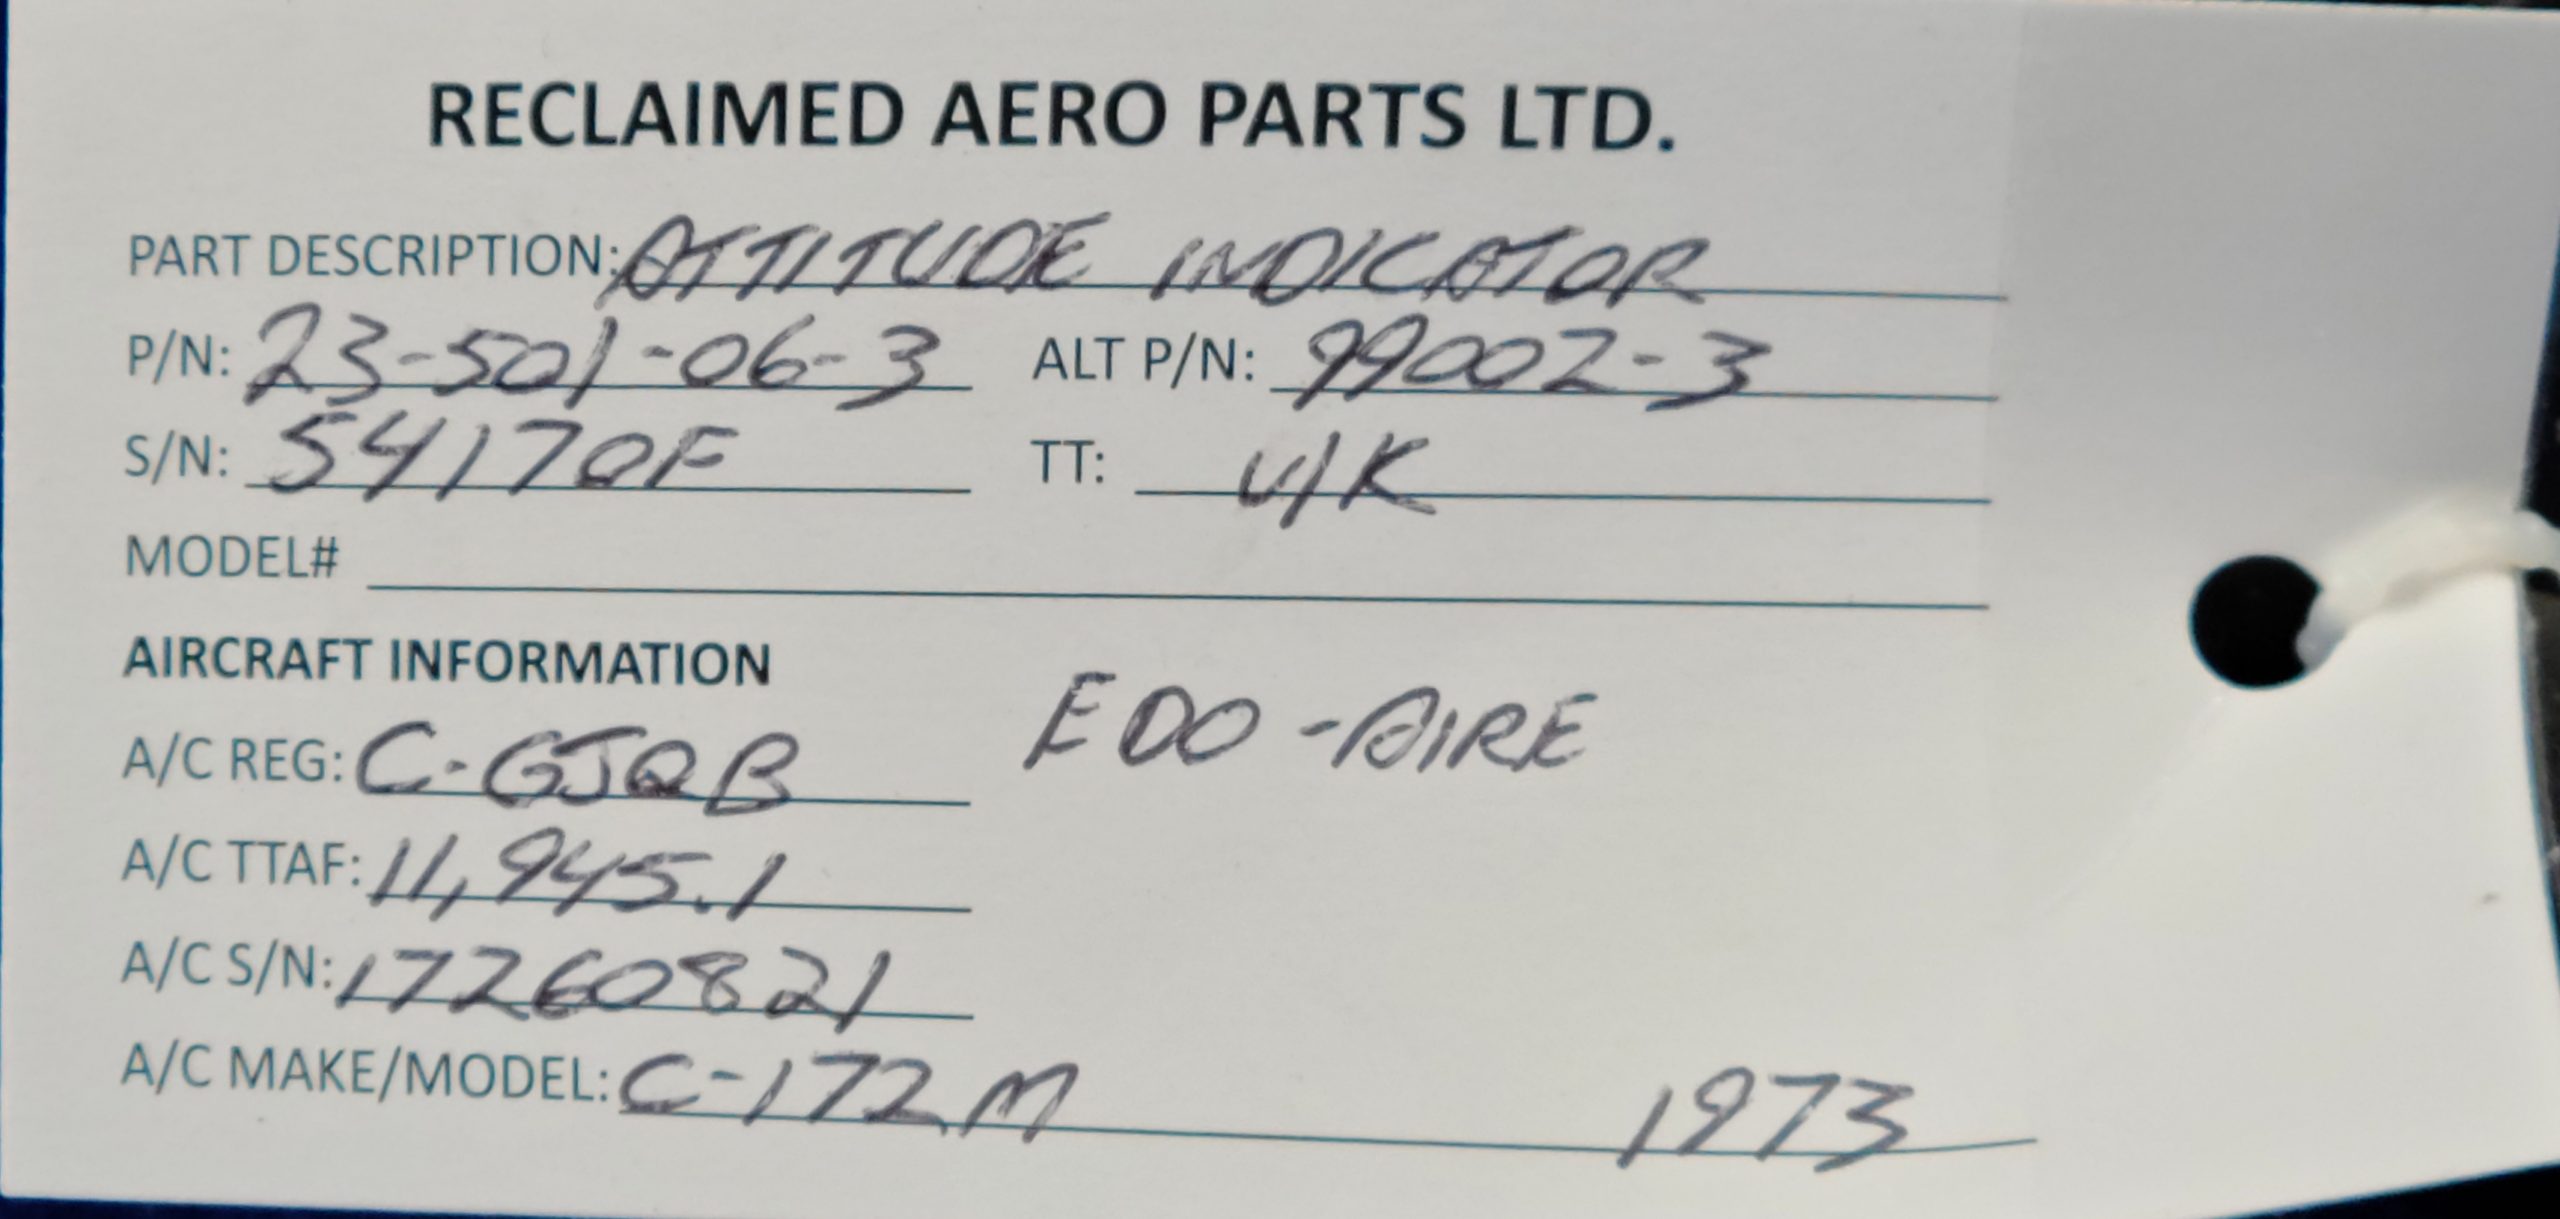 RECLAIMED AERO PARTS LTD.
PART DESCRIPTION: ATTITUDE INDICATOR
P/N: 23-501-06-3 ALT P/N: 99002-3
S/N: 54170F TT: U/K
MODEL#
AIRCRAFT INFORMATION
EDO-AIRE
A/C REG: C-GJQB
A/C TTAF: 11,945.1
A/C S/N: 17260821
A/C MAKE/MODEL: C-172M 1973